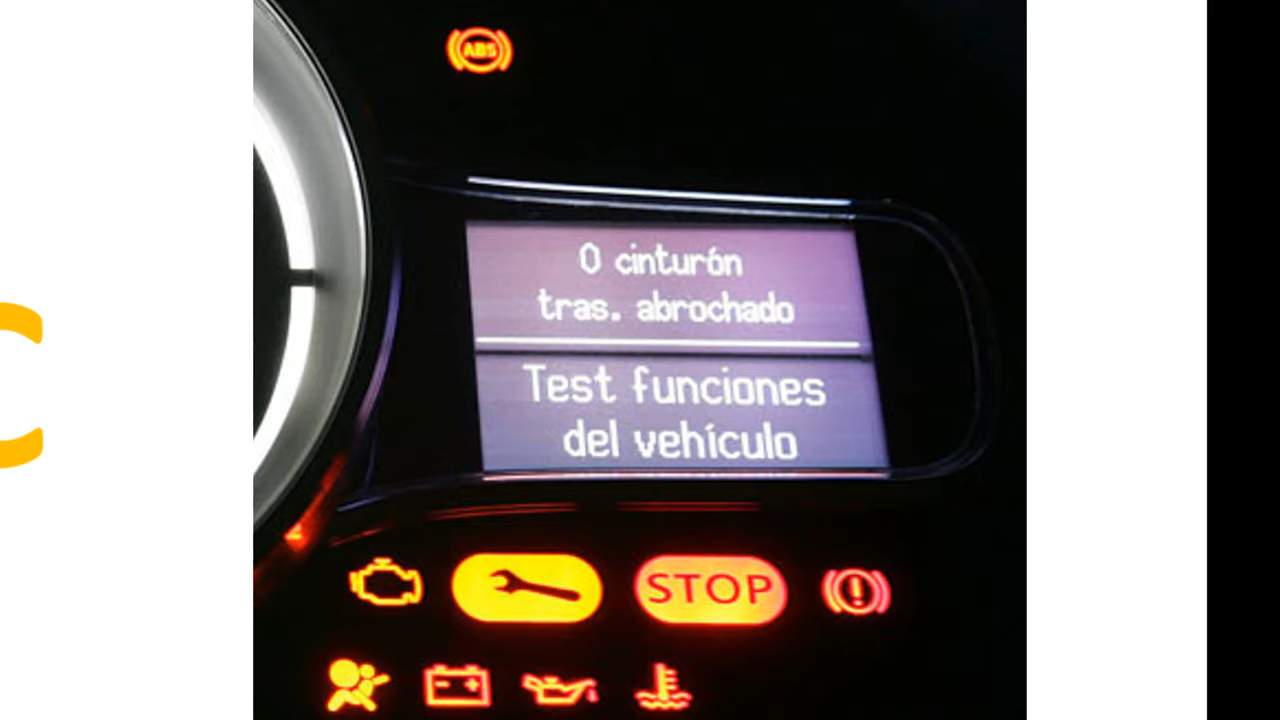 ABS
0 cinturón
tras. abrochado
Test funciones
del vehículo
STOP